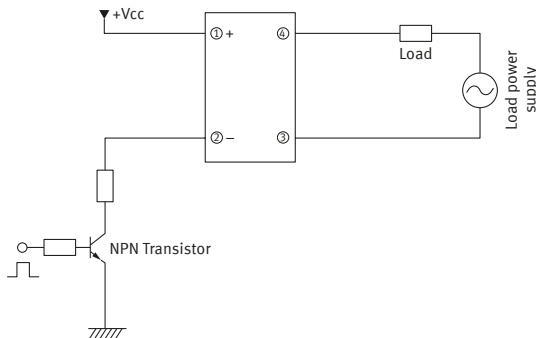 +Vcc
① +
④
Load
Load power
supply
② −
③
NPN Transistor